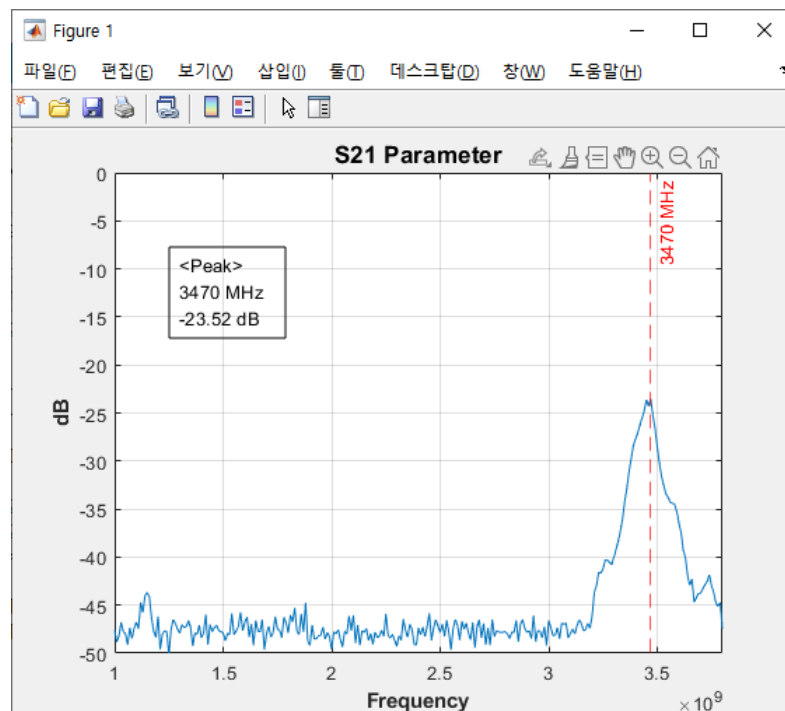 Figure 1
파일(F) 편집(E) 보기(V) 삽입(I) 툴(T) 데스크탑(D) 창(W) 도움말(H)
S21 Parameter
0
-5
-10
-15
-20
-25
-30
-35
-40
-45
-50
dB
<Peak>
3470 MHz
-23.52 dB
3470 MHz
1 1.5 2 2.5 3 3.5
×10⁹
Frequency